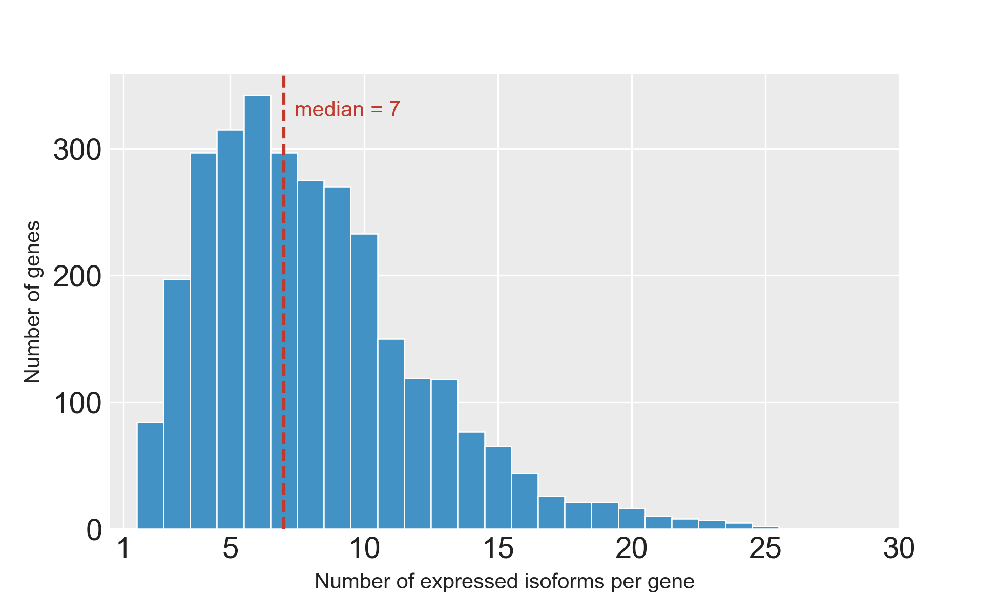 median = 7
300
200
100
0
Number of genes
1 5 10 15 20 25 30
Number of expressed isoforms per gene